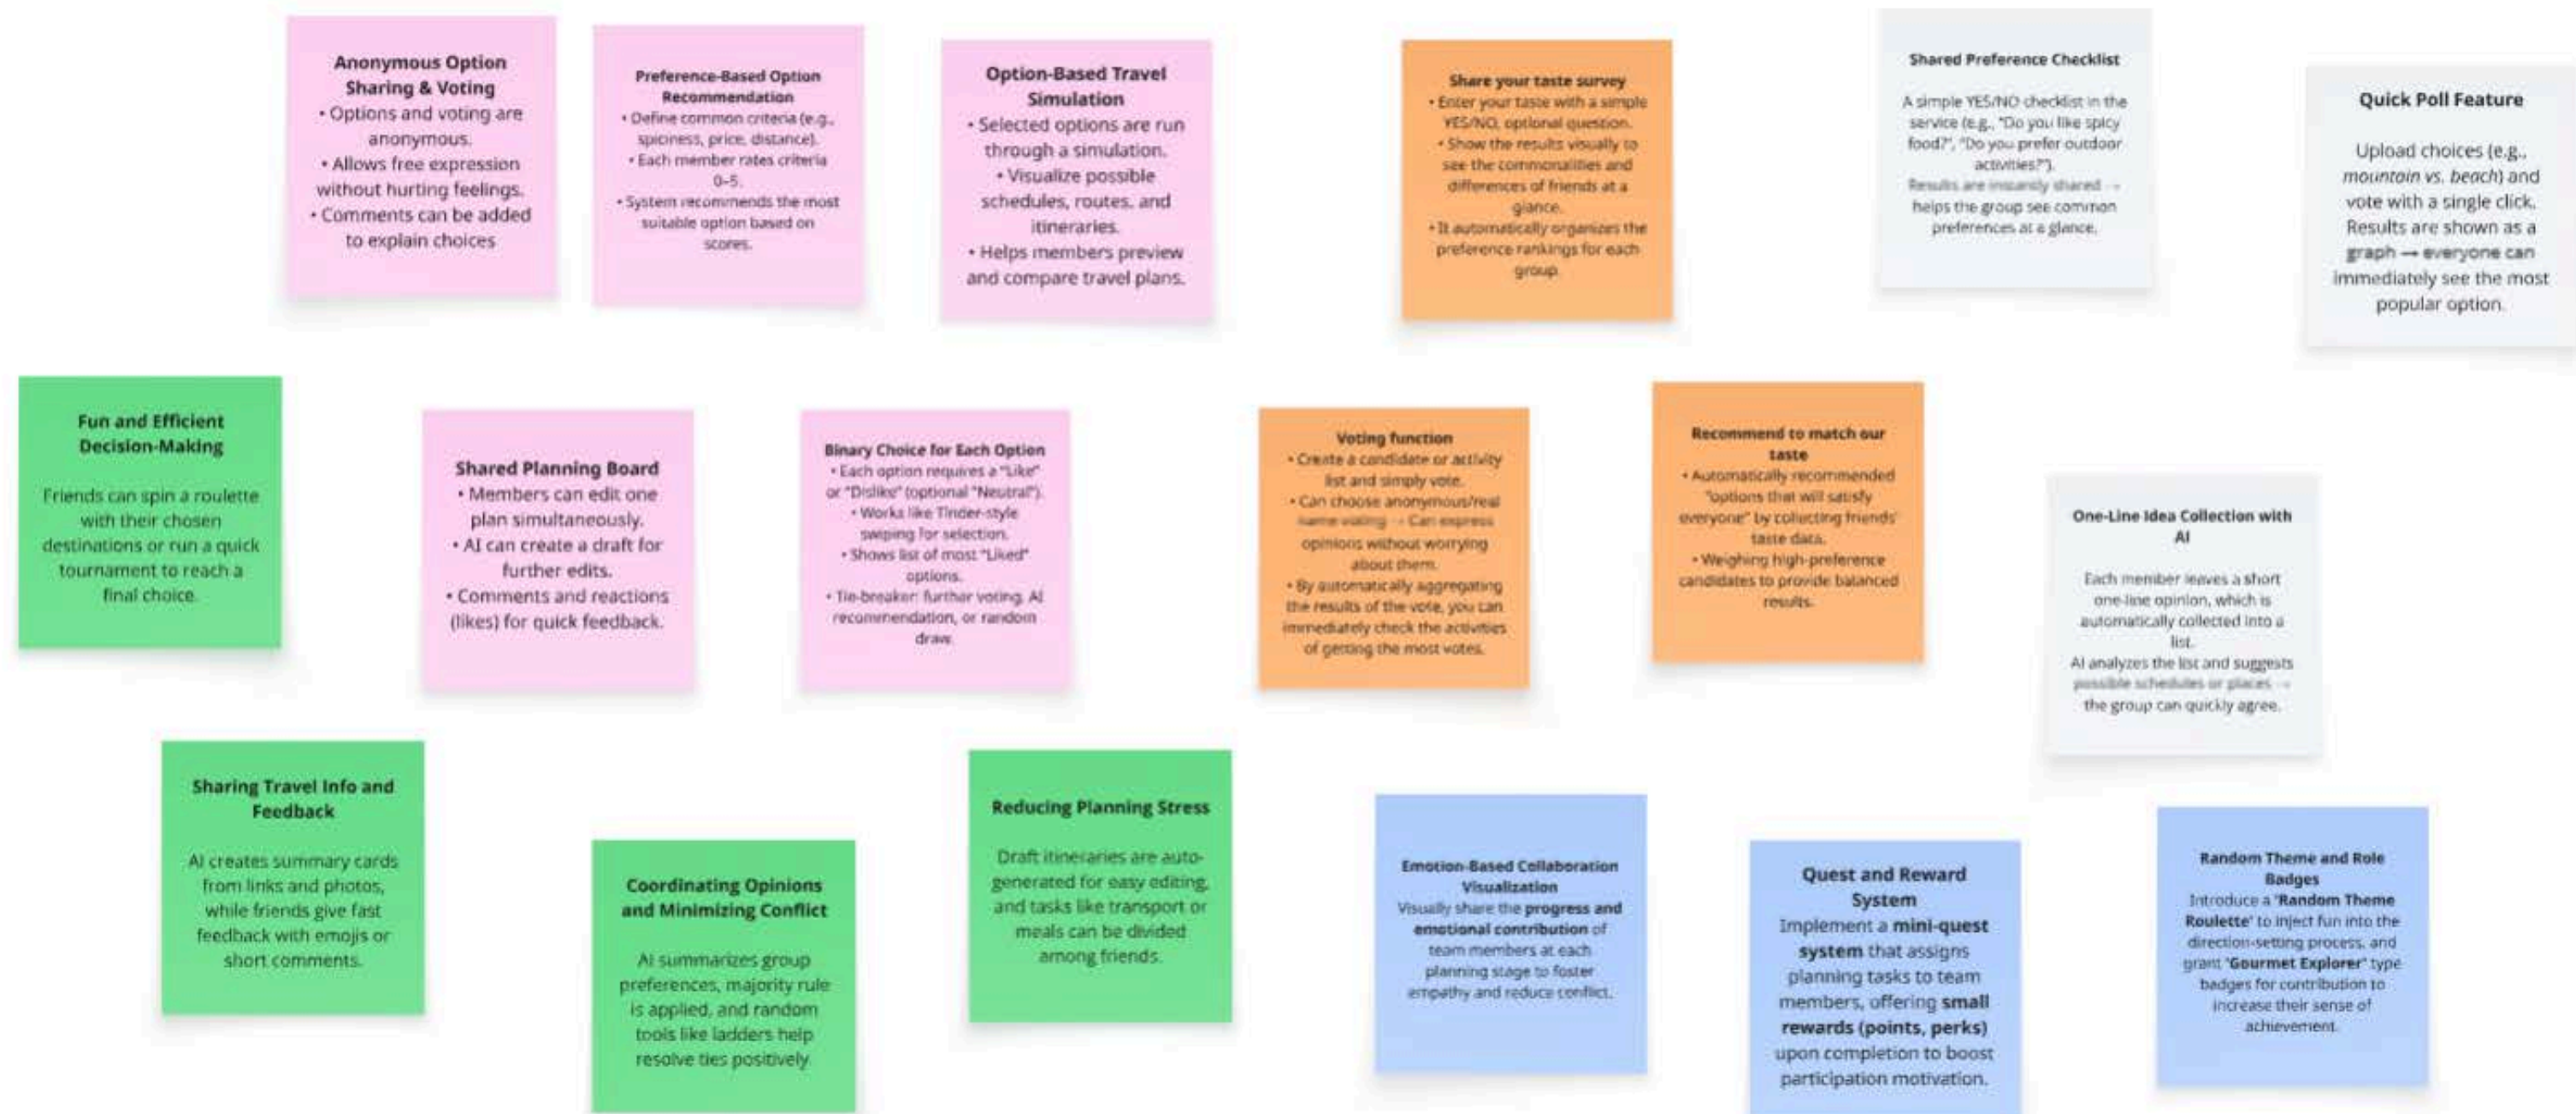 Anonymous Option
Sharing & Voting
• Options and voting are
anonymous.
• Allows free expression
without hurting feelings.
• Comments can be added
to explain choices
Preference-Based Option
Recommendation
• Define common criteria (e.g.,
spiciness, price, distance).
• Each member rates criteria
0–5.
• System recommends the most
suitable option based on
scores.
Option-Based Travel
Simulation
• Selected options are run
through a simulation.
• Visualize possible
schedules, routes, and
itineraries.
• Helps members preview
and compare travel plans.
Share your taste survey
• Enter your taste with a simple
YES/NO, optional question.
• Show the results visually to
see the commonalities and
differences of friends at a
glance.
• It automatically organizes the
preference rankings for each
group.
Shared Preference Checklist
A simple YES/NO checklist in the
service (e.g., "Do you like spicy
food?", "Do you prefer outdoor
activities?").
Results are instantly shared →
helps the group see common
preferences at a glance.
Quick Poll Feature
Upload choices (e.g.,
mountain vs. beach) and
vote with a single click.
Results are shown as a
graph → everyone can
immediately see the most
popular option.
Fun and Efficient
Decision-Making
Friends can spin a roulette
with their chosen
destinations or run a quick
tournament to reach a
final choice.
Shared Planning Board
• Members can edit one
plan simultaneously.
• AI can create a draft for
further edits.
• Comments and reactions
(likes) for quick feedback.
Binary Choice for Each Option
• Each option requires a "Like"
or "Dislike" (optional "Neutral").
• Works like Tinder-style
swiping for selection.
• Shows list of most "Liked"
options.
• Tie-breaker: further voting, AI
recommendation, or random
draw.
Voting function
• Create a candidate or activity
list and simply vote.
• Can choose anonymous/real
name voting → Can express
opinions without worrying
about them.
• By automatically aggregating
the results of the vote, you can
immediately check the activities
of getting the most votes.
Recommend to match our
taste
• Automatically recommended
"options that will satisfy
everyone" by collecting friends'
taste data.
• Weighing high-preference
candidates to provide balanced
results.
One-Line Idea Collection with
AI
Each member leaves a short
one-line opinion, which is
automatically collected into a
list.
AI analyzes the list and suggests
possible schedules or places →
the group can quickly agree.
Sharing Travel Info and
Feedback
AI creates summary cards
from links and photos,
while friends give fast
feedback with emojis or
short comments.
Coordinating Opinions
and Minimizing Conflict
AI summarizes group
preferences, majority rule
is applied, and random
tools like ladders help
resolve ties positively.
Reducing Planning Stress
Draft itineraries are auto-
generated for easy editing,
and tasks like transport or
meals can be divided
among friends.
Emotion-Based Collaboration
Visualization
Visually share the progress and
emotional contribution of
team members at each
planning stage to foster
empathy and reduce conflict.
Quest and Reward
System
Implement a mini-quest
system that assigns
planning tasks to team
members, offering small
rewards (points, perks)
upon completion to boost
participation motivation.
Random Theme and Role
Badges
Introduce a 'Random Theme
Roulette' to inject fun into the
direction-setting process, and
grant 'Gourmet Explorer' type
badges for contribution to
increase their sense of
achievement.